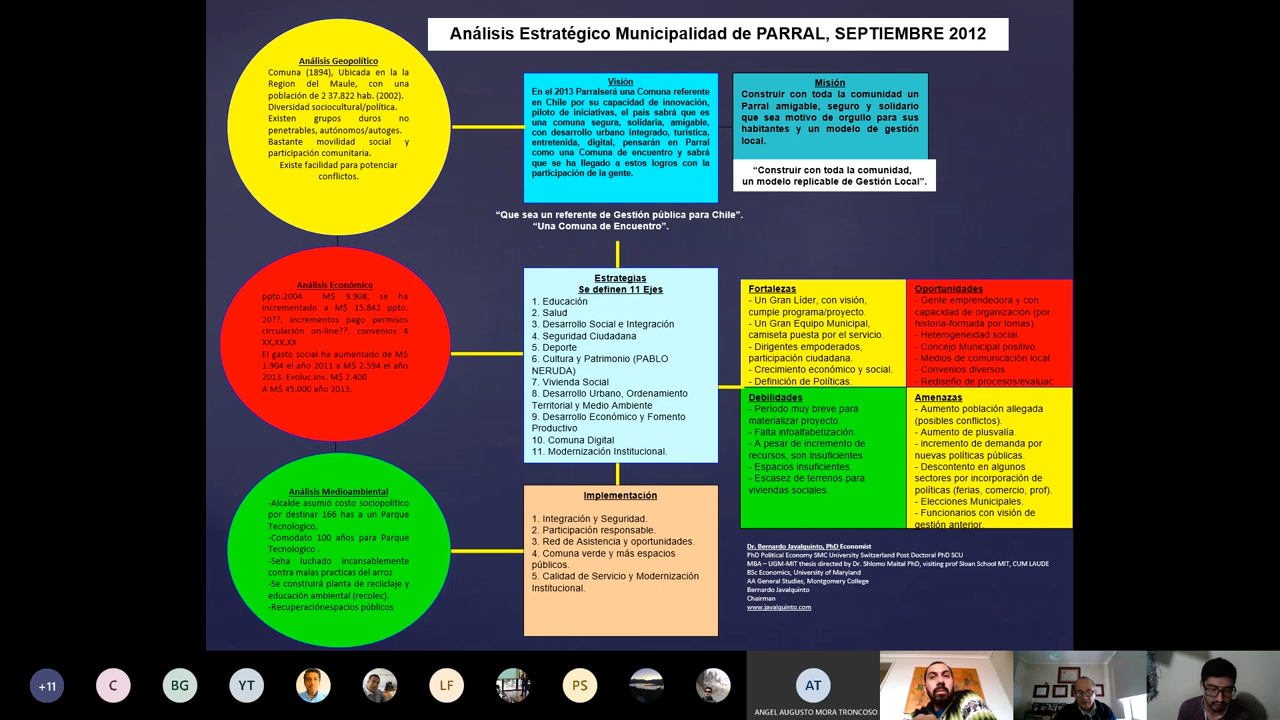 Análisis Estratégico Municipalidad de PARRAL, SEPTIEMBRE 2012
Análisis Geopolítico
Comuna (1894), Ubicada en la la
Region del Maule, con una
población de 2 37.822 hab. (2002).
Diversidad sociocultural/política.
Existen grupos duros no
penetrables, autónomos/autoges.
Bastante movilidad social y
participación comunitaria.
Existe facilidad para potenciar
conflictos.
Visión
En el 2013 Parralserá una Comuna referente
en Chile por su capacidad de innovación,
piloto de iniciativas, el país sabrá que es
una comuna segura, solidaria, amigable,
con desarrollo urbano integrado, turística,
entretenida, digital, pensarán en Parral
como una Comuna de encuentro y sabrá
que se ha llegado a estos logros con la
participación de la gente.
Misión
Construir con toda la comunidad un
Parral amigable, seguro y solidario
que sea motivo de orgullo para sus
habitantes y un modelo de gestión
local.
“Construir con toda la comunidad,
un modelo replicable de Gestión Local”.
“Que sea un referente de Gestión pública para Chile”.
“Una Comuna de Encuentro”.
Análisis Económico
ppto.2004 M$ 9.908, se ha
incrementado a M$ 15.842 ppto.
20??, incrementos pago permisos
circulación on-line??, convenios 4
XX,XX,XX
El gasto social ha aumentado de M$
1.904 el año 2011 a M$ 2.594 el año
2013. Evoluc.inv. M$ 2.400
A M$ 45.000 año 2013.
Estrategias
Se definen 11 Ejes
1. Educación
2. Salud
3. Desarrollo Social e Integración
4. Seguridad Ciudadana
5. Deporte
6. Cultura y Patrimonio (PABLO
NERUDA)
7. Vivienda Social
8. Desarrollo Urbano, Ordenamiento
Territorial y Medio Ambiente
9. Desarrollo Económico y Fomento
Productivo
10. Comuna Digital
11. Modernización Institucional.
Fortalezas
- Un Gran Líder, con visión,
cumple programa/proyecto.
- Un Gran Equipo Municipal,
camiseta puesta por el servicio.
- Dirigentes empoderados,
participación ciudadana.
- Crecimiento económico y social.
- Definición de Políticas.
Oportunidades
- Gente emprendedora y con
capacidad de organización (por
historia-formada por tomas).
- Heterogeneidad social.
- Concejo Municipal positivo.
- Medios de comunicación local
- Convenios diversos
- Rediseño de procesos/evaluac
Debilidades
- Período muy breve para
materializar proyecto.
- Falta infoalfabetización.
- A pesar de incremento de
recursos, son insuficientes.
- Espacios insuficientes.
- Escasez de terrenos para
viviendas sociales.
Amenazas
- Aumento población allegada
(posibles conflictos).
- Aumento de plusvalía.
- incremento de demanda por
nuevas políticas públicas.
- Descontento en algunos
sectores por incorporación de
políticas (ferias, comercio, prof).
- Elecciones Municipales.
- Funcionarios con visión de
gestión anterior.
Análisis Medioambiental
-Alcalde asumió costo sociopolítico
por destinar 166 has a un Parque
Tecnologico.
-Comodato 100 años para Parque
Tecnologico .
-Seha luchado incansablemente
contra malas practicas del arroz
-Se construirá planta de recliclaje y
educación ambiental (recolec).
-Recuperaciónespacios públicos
Implementación
1. Integración y Seguridad.
2. Participación responsable.
3. Red de Asistencia y oportunidades.
4. Comuna verde y más espacios
públicos.
5. Calidad de Servicio y Modernización
Institucional.
Dr. Bernardo Javalquinto, PhD Economist
PhD Political Economy SMC University Switzerland Post Doctoral PhD SCU
MBA – UGM-MIT thesis directed by Dr. Shlomo Maital PhD, visiting prof Sloan School MIT, CUM LAUDE
BSc Economics, University of Maryland
AA General Studies, Montgomery College
Bernardo Javalquinto
Chairman
www.javalquinto.com
+11
C
BG
YT
LF
PS
AT
ANGEL AUGUSTO MORA TRONCOSO